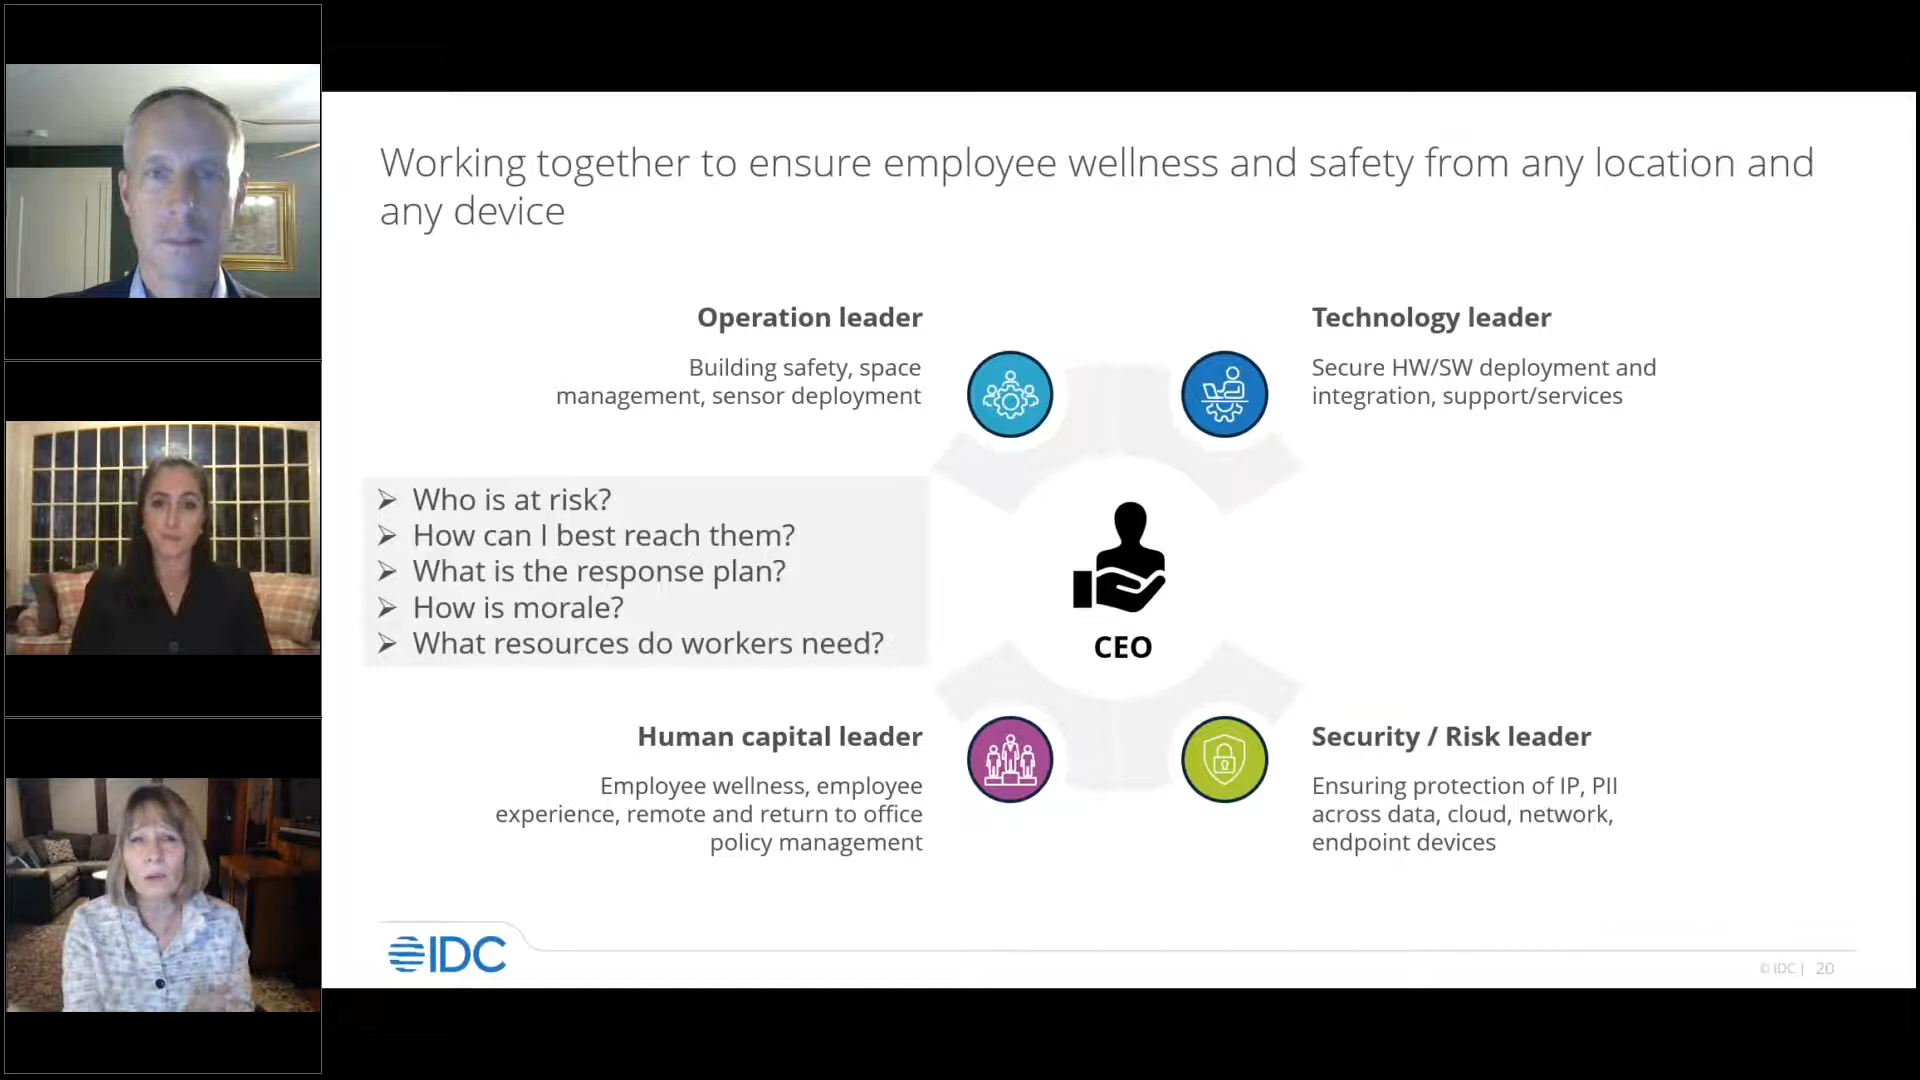 Working together to ensure employee wellness and safety from any location and
any device
Operation leader
Building safety, space
management, sensor deployment
Technology leader
Secure HW/SW deployment and
integration, support/services
➢ Who is at risk?
➢ How can I best reach them?
➢ What is the response plan?
➢ How is morale?
➢ What resources do workers need?
CEO
Human capital leader
Employee wellness, employee
experience, remote and return to office
policy management
Security / Risk leader
Ensuring protection of IP, PII
across data, cloud, network,
endpoint devices
IDC
© IDC | 20